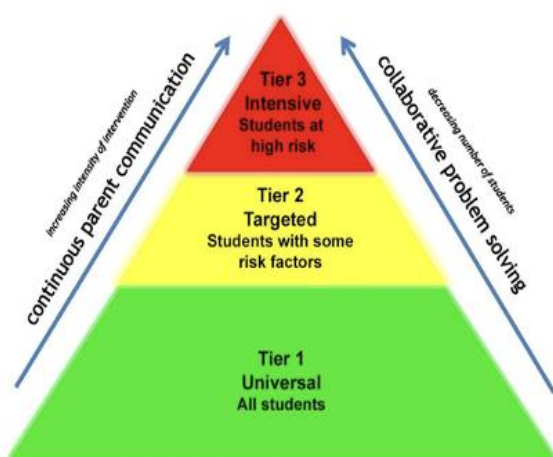 Tier 3
Intensive
Students at
high risk
Tier 2
Targeted
Students with some
risk factors
Tier 1
Universal
All students
increasing intensity of intervention
continuous parent communication
decreasing number of students
collaborative problem solving